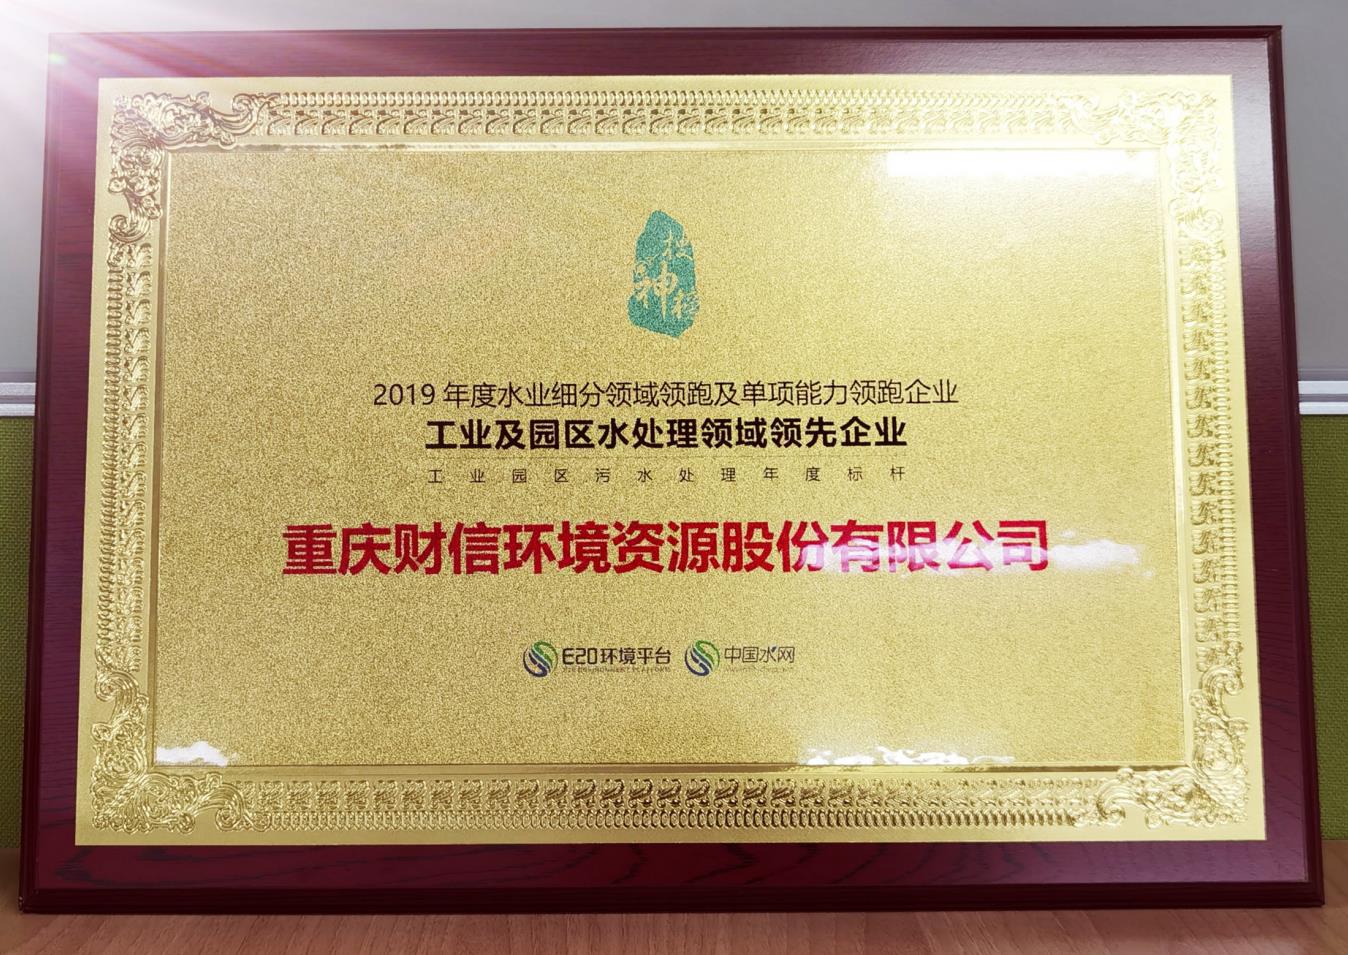 2019 年度水业细分领域领跑及单项能力领跑企业
工业及园区水处理领域领先企业
工业园区污水处理年度标杆
重庆财信环境资源股份有限公司
E20环境平台 中国水网